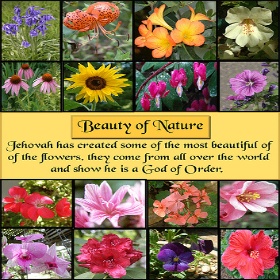 Beauty of Nature
Jehovah has created some of the most beautiful of
of the flowers. they come from all over the world
and show he is a God of Order.